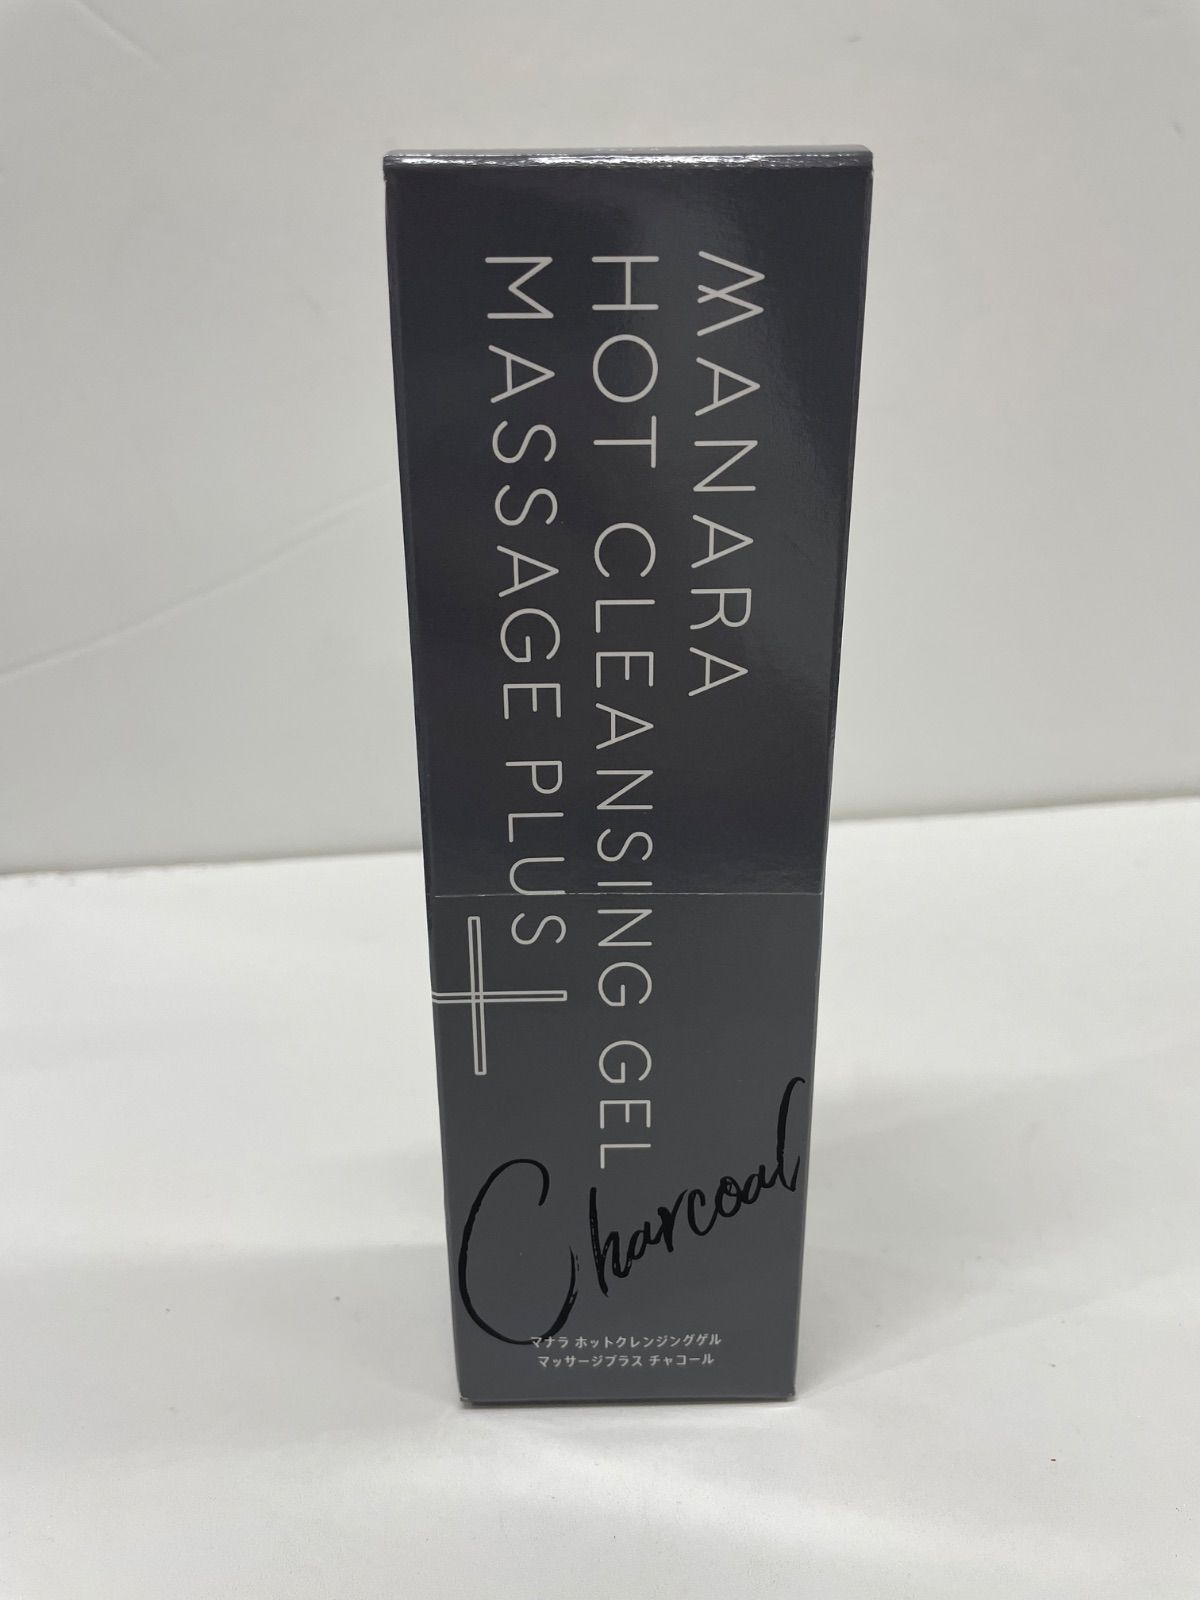 MANARA
HOT CLEANSING GEL
MASSAGE PLUS
Charcoal
マナラ ホットクレンジングゲル
マッサージプラス チャコール